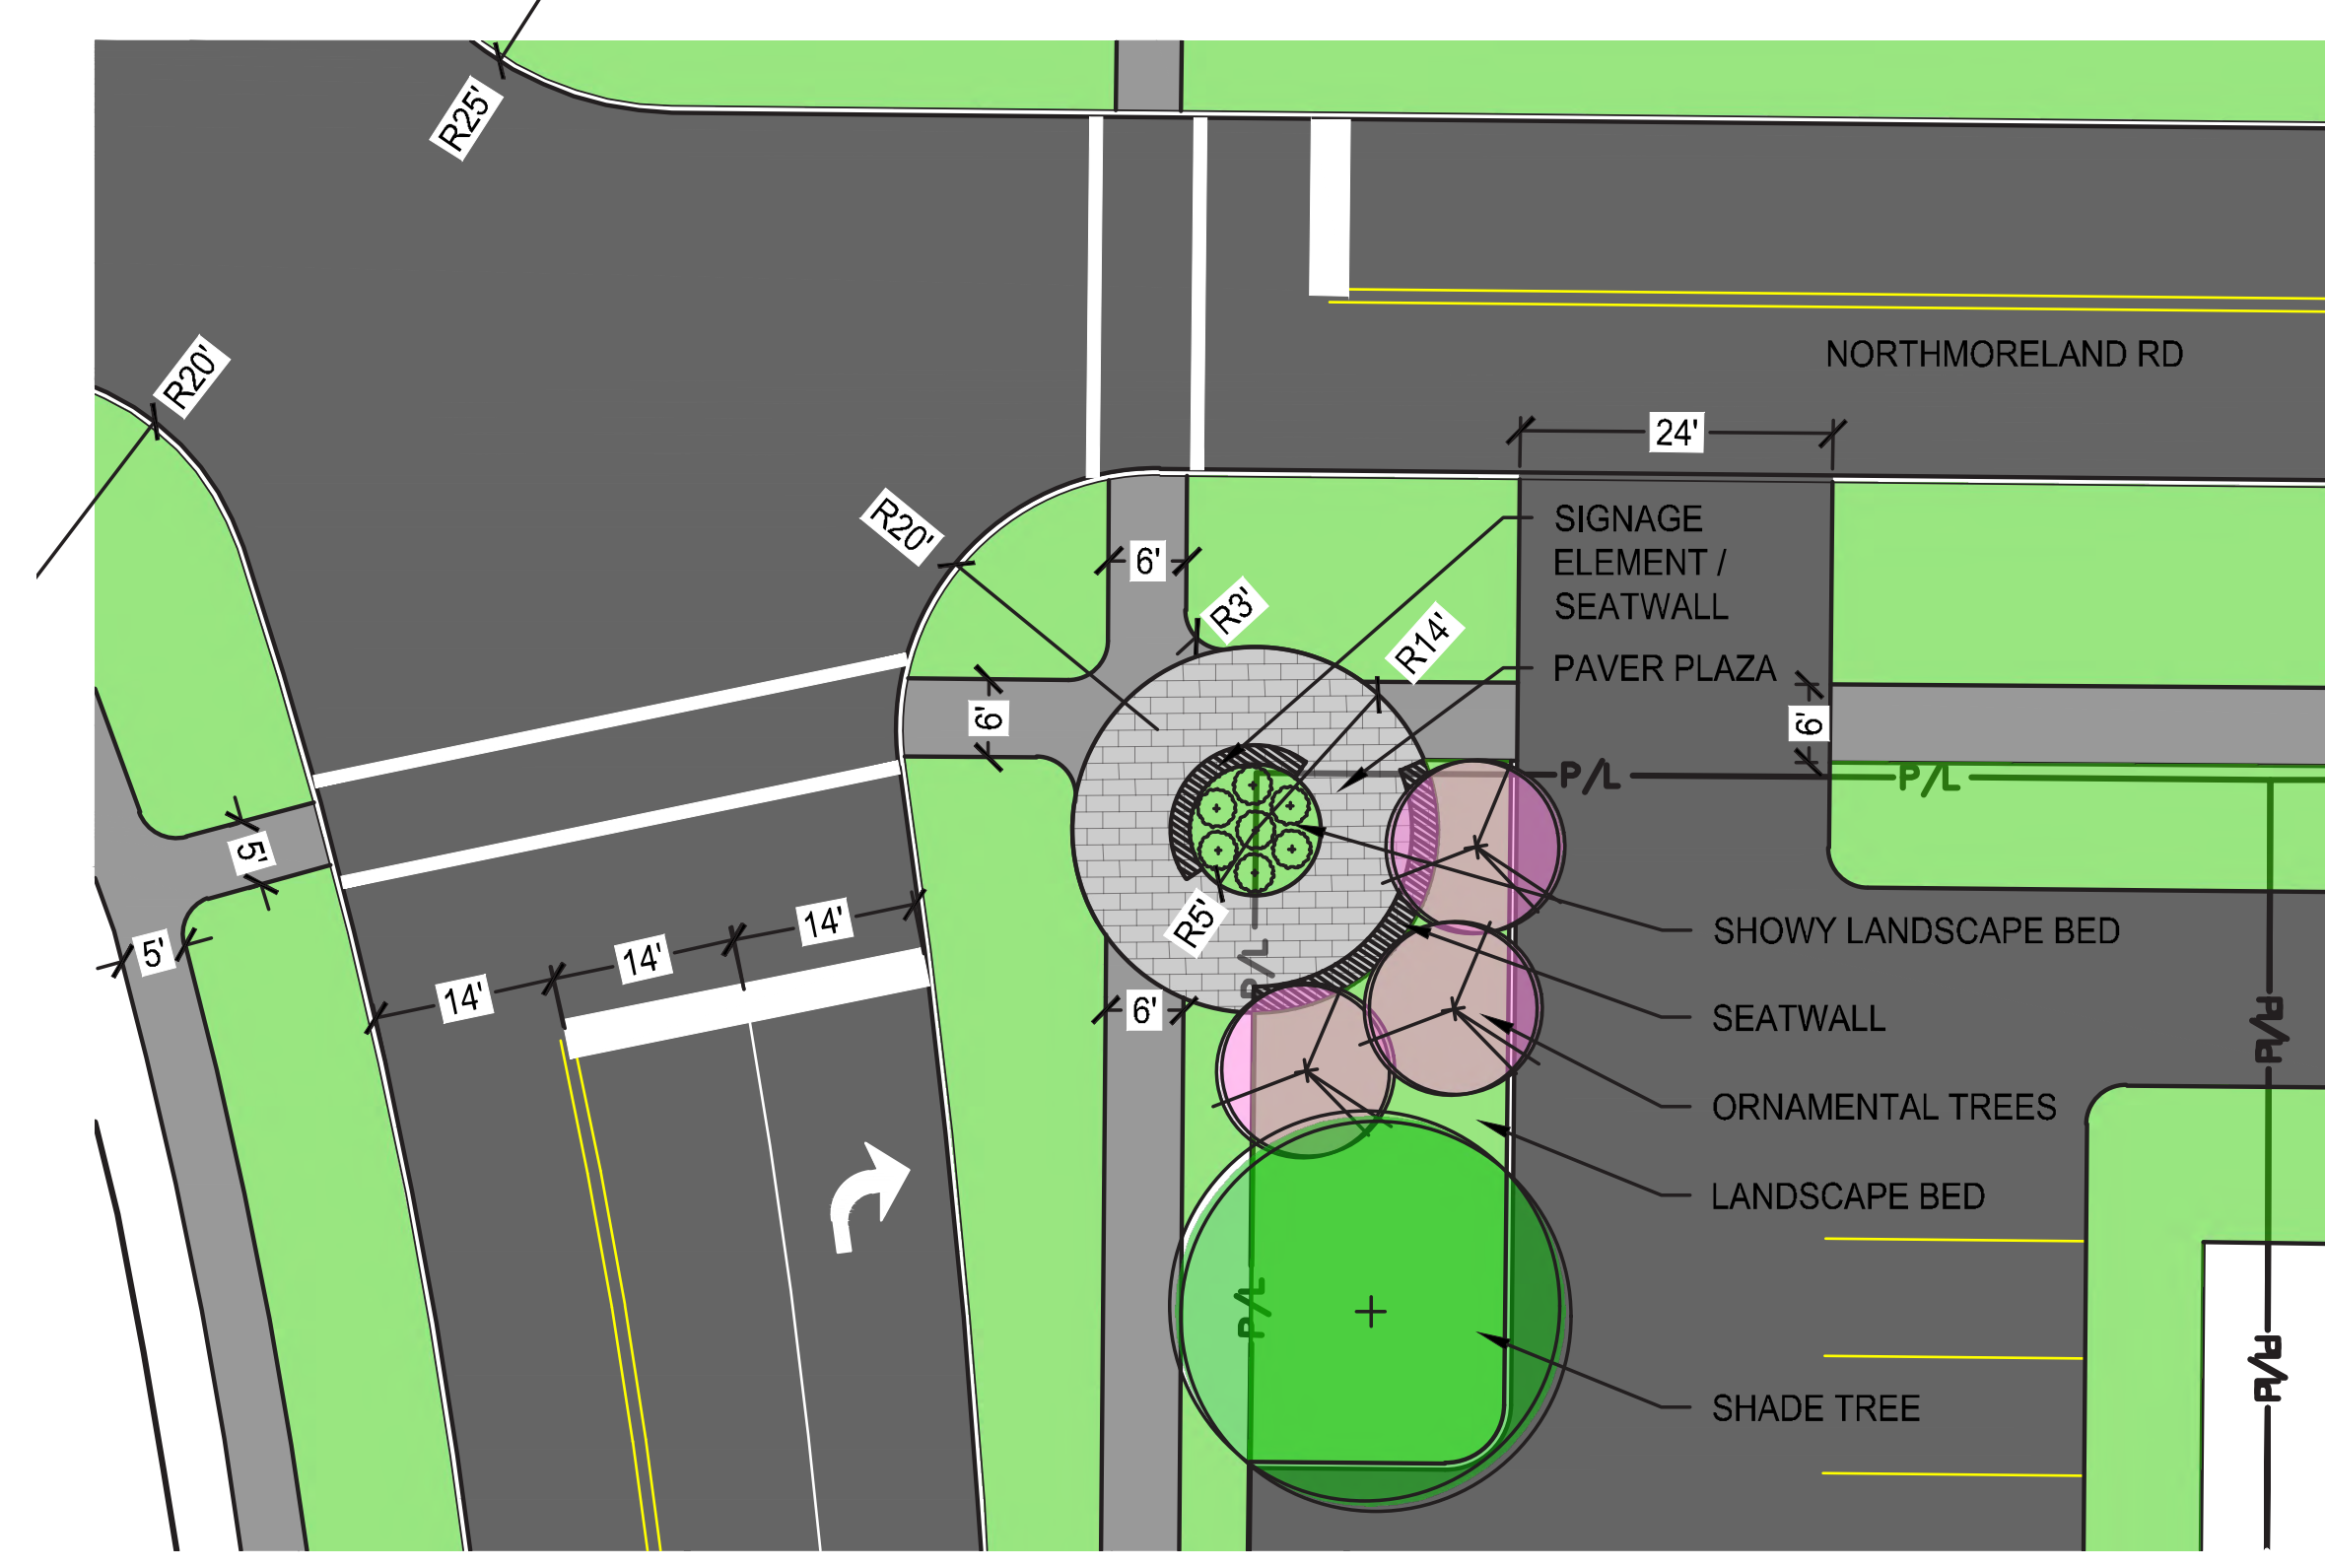 R25'
R20'
NORTHMORELAND RD
24'
R20'
SIGNAGE
ELEMENT /
SEATWALL
6'
R3'
R14'
PAVER PLAZA
6'
6'
P/L
P/L
5'
R5'
14'
14'
14'
5'
SHOWY LANDSCAPE BED
P/L
6'
SEATWALL
P/L
ORNAMENTAL TREES
LANDSCAPE BED
P/L
P/L
SHADE TREE